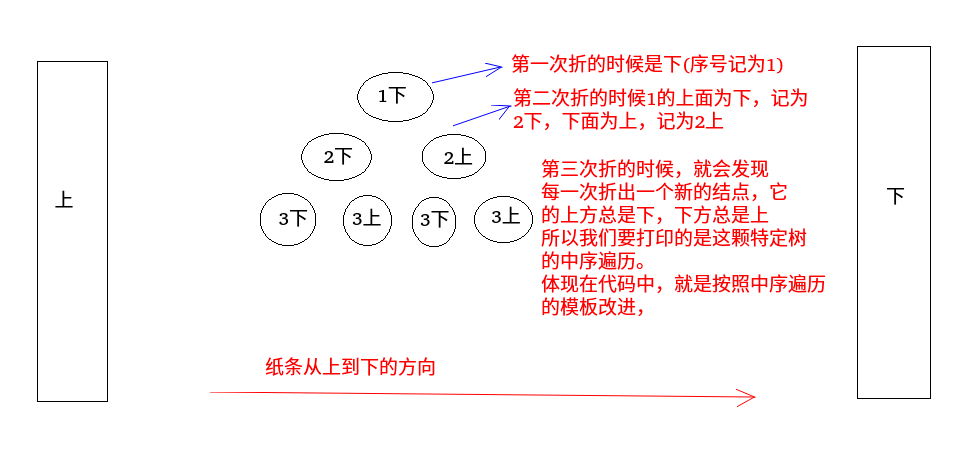 第一次折的时候是下(序号记为1)
1下
第二次折的时候1的上面为下，记为
2下，下面为上，记为2上
2下
2上
第三次折的时候，就会发现
每一次折出一个新的结点，它
的上方总是下，下方总是上
所以我们要打印的是这颗特定树
的中序遍历。
体现在代码中，就是按照中序遍历
的模板改进，
上
下
3下
3上
3下
3上
纸条从上到下的方向